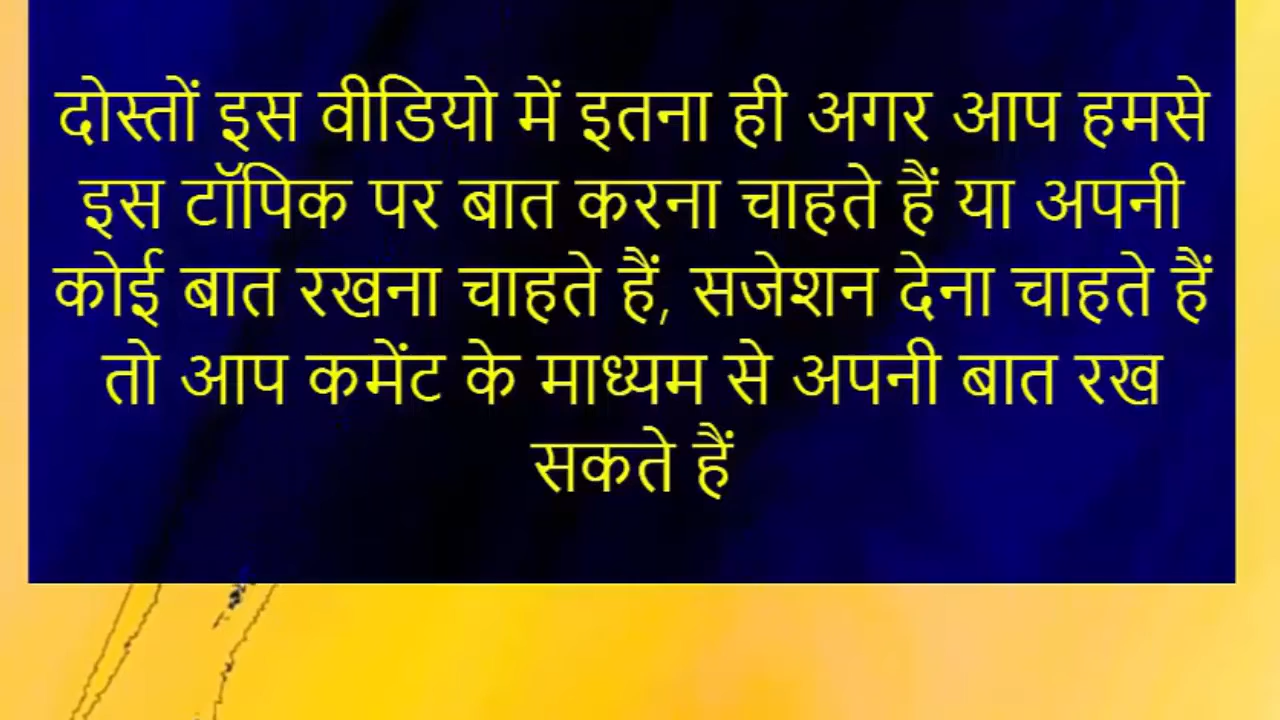 दोस्तों इस वीडियो में इतना ही अगर आप हमसे
इस टॉपिक पर बात करना चाहते हैं या अपनी
कोई बात रखना चाहते हैं, सजेशन देना चाहते हैं
तो आप कमेंट के माध्यम से अपनी बात रख
सकते हैं